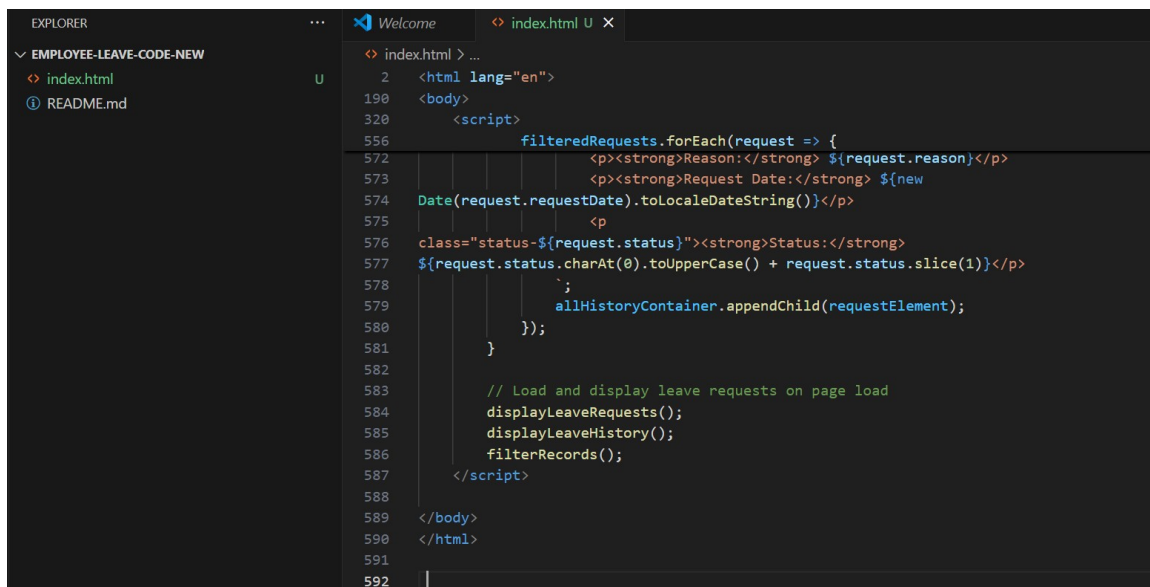 EXPLORER ...
Welcome
index.html U
EMPLOYEE-LEAVE-CODE-NEW
index.html U
README.md
index.html > ...
2 <html lang="en">
190 <body>
320 <script>
556 filteredRequests.forEach(request => {
572 <p><strong>Reason:</strong> ${request.reason}</p>
573 <p><strong>Request Date:</strong> ${new
574 Date(request.requestDate).toLocaleDateString()}</p>
575 <p
576 class="status-${request.status}"><strong>Status:</strong>
577 ${request.status.charAt(0).toUpperCase() + request.status.slice(1)}</p>
578 `;
579 allHistoryContainer.appendChild(requestElement);
580 });
581 }
582
583 // Load and display leave requests on page load
584 displayLeaveRequests();
585 displayLeaveHistory();
586 filterRecords();
587 </script>
588
589 </body>
590 </html>
591
592